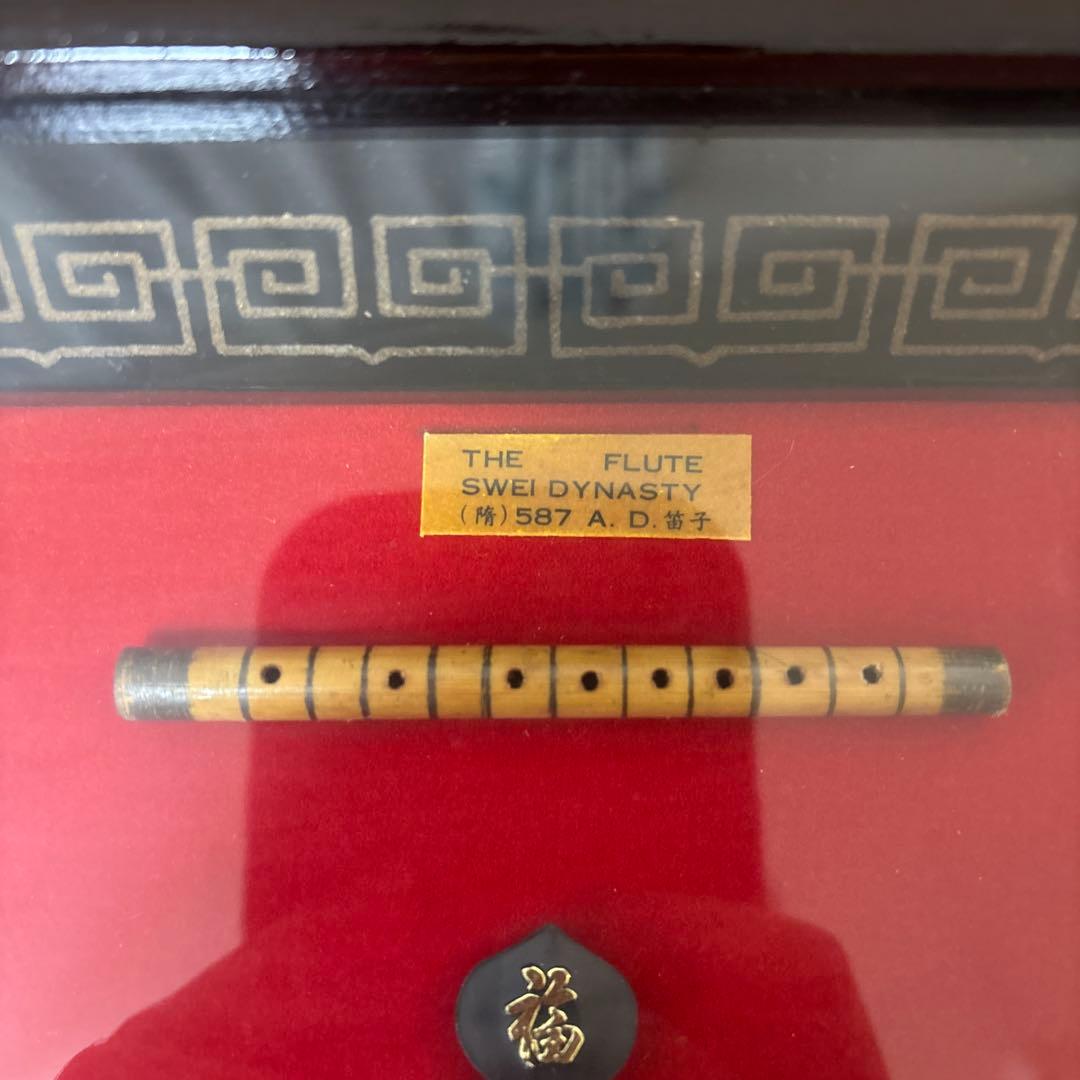 THE FLUTE
SWEI DYNASTY
(隋)587 A. D. 笛子
福